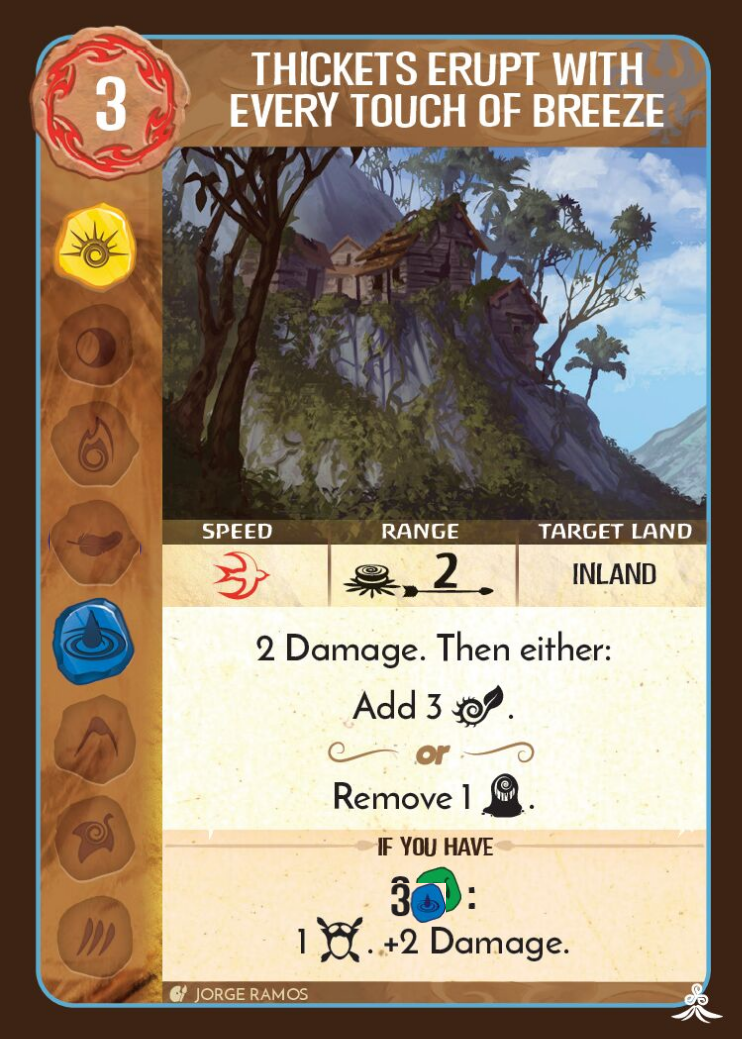 3
THICKETS ERUPT WITH
EVERY TOUCH OF BREEZE
SPEED RANGE TARGET LAND
2 INLAND
2 Damage. Then either:
Add 3 .
or
Remove 1 .
IF YOU HAVE
3 :
1 . +2 Damage.
JORGE RAMOS